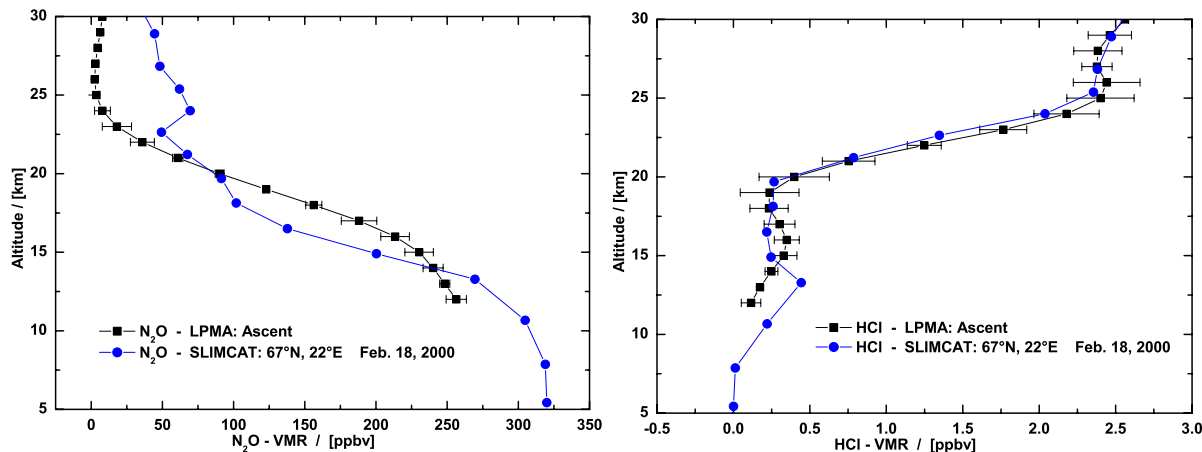 30
25
20
15
10
5
Altitude / [km]
N₂O - LPMA: Ascent
N₂O - SLIMCAT: 67°N, 22°E Feb. 18, 2000
0 50 100 150 200 250 300 350
N₂O - VMR / [ppbv]
30
25
20
15
10
5
Altitude / [km]
HCl - LPMA: Ascent
HCl - SLIMCAT: 67°N, 22°E Feb. 18, 2000
-0.5 0.0 0.5 1.0 1.5 2.0 2.5 3.0
HCl - VMR / [ppbv]